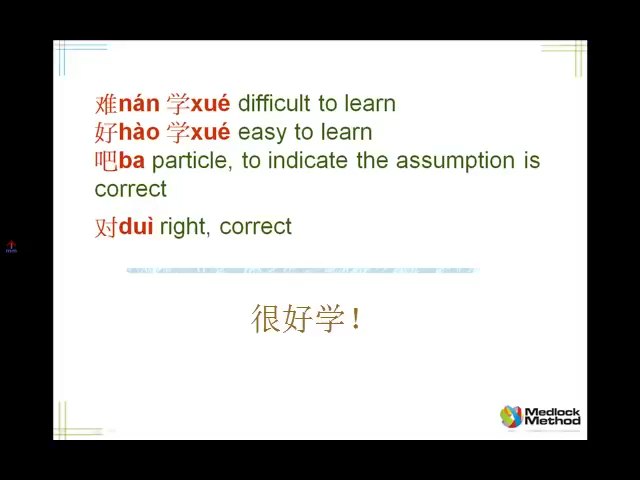 难nán 学xué difficult to learn
好hào 学xué easy to learn
吧ba particle, to indicate the assumption is
correct
对duì right, correct
很好学！
Medlock
Method